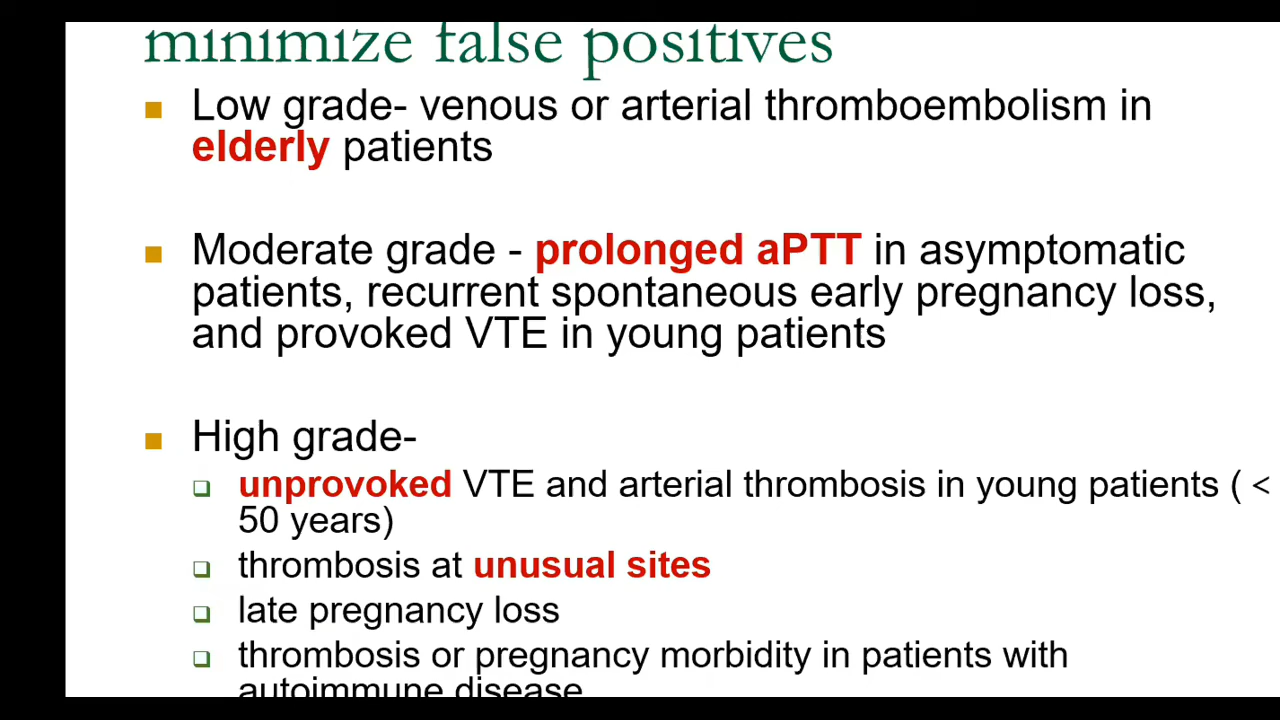 minimize false positives
Low grade- venous or arterial thromboembolism in
elderly patients
Moderate grade - prolonged aPTT in asymptomatic
patients, recurrent spontaneous early pregnancy loss,
and provoked VTE in young patients
High grade-
unprovoked VTE and arterial thrombosis in young patients ( <
50 years)
thrombosis at unusual sites
late pregnancy loss
thrombosis or pregnancy morbidity in patients with
autoimmune disease